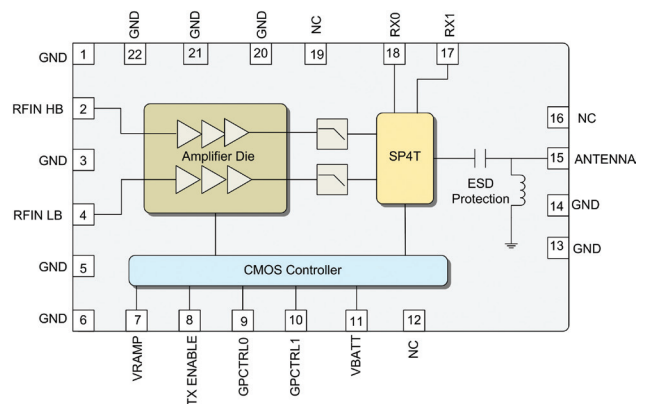 GND
GND
GND
NC
RX0
RX1
22
21
20
19
18
17
GND 1
RFIN HB 2
GND 3
RFIN LB 4
GND 5
GND 6
Amplifier Die
SP4T
ESD
Protection
CMOS Controller
16 NC
15 ANTENNA
14 GND
13 GND
7
8
9
10
11
12
VRAMP
TX ENABLE
GPCTRL0
GPCTRL1
VBATT
NC